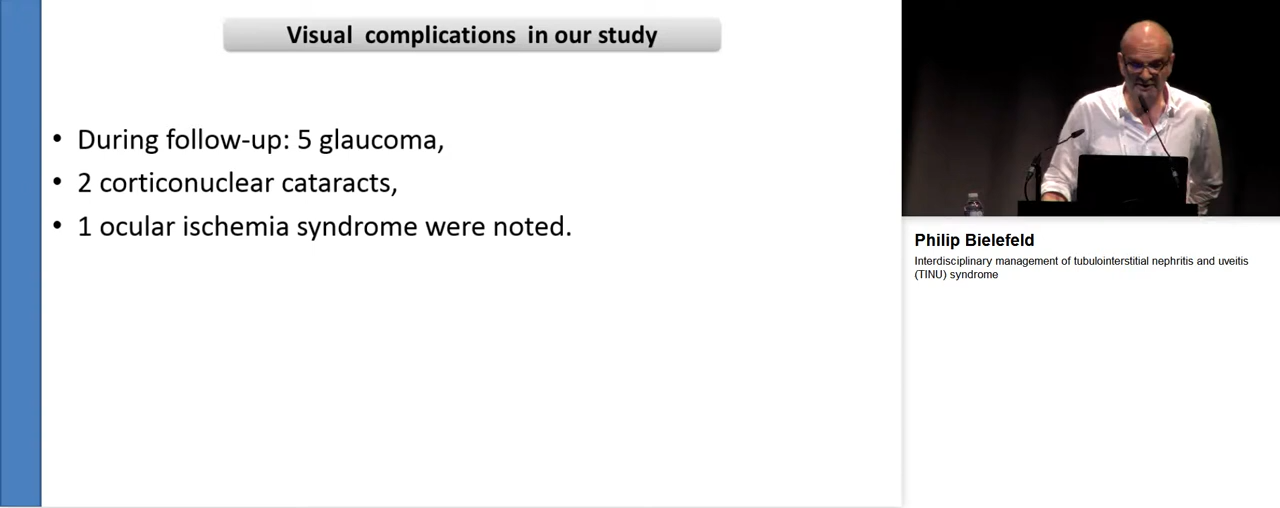 Visual complications in our study
• During follow-up: 5 glaucoma,
• 2 corticonuclear cataracts,
• 1 ocular ischemia syndrome were noted.
Philip Bielefeld
Interdisciplinary management of tubulointerstitial nephritis and uveitis
(TINU) syndrome